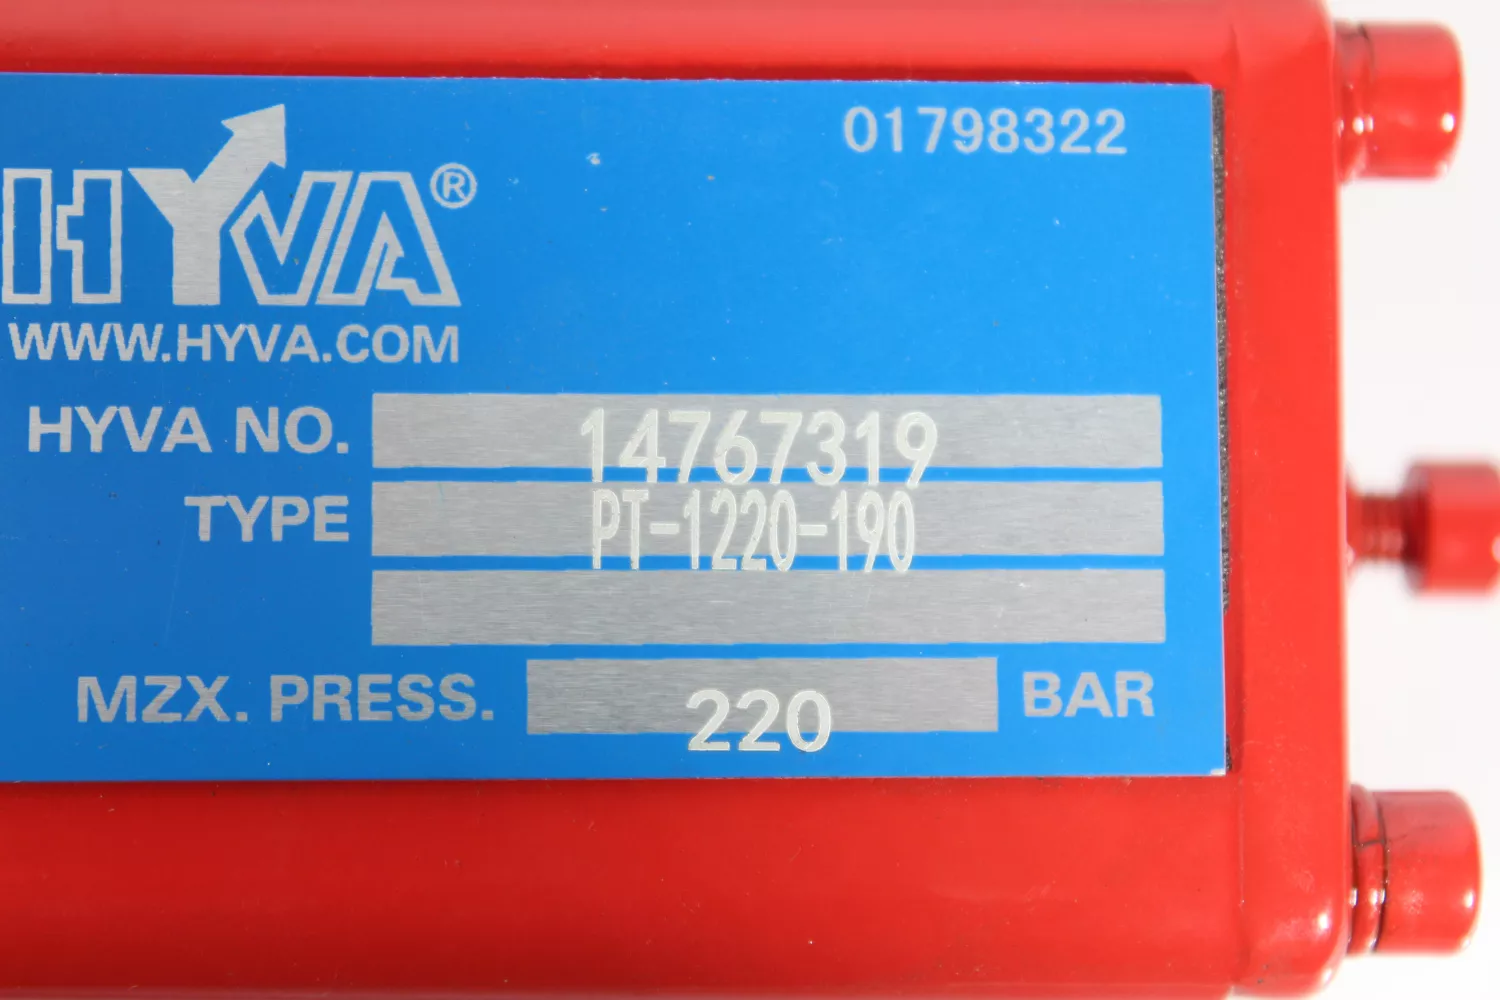 01798322
HYVA®
WWW.HYVA.COM
HYVA NO. 14767319
TYPE PT-1220-190
MZX. PRESS. 220 BAR